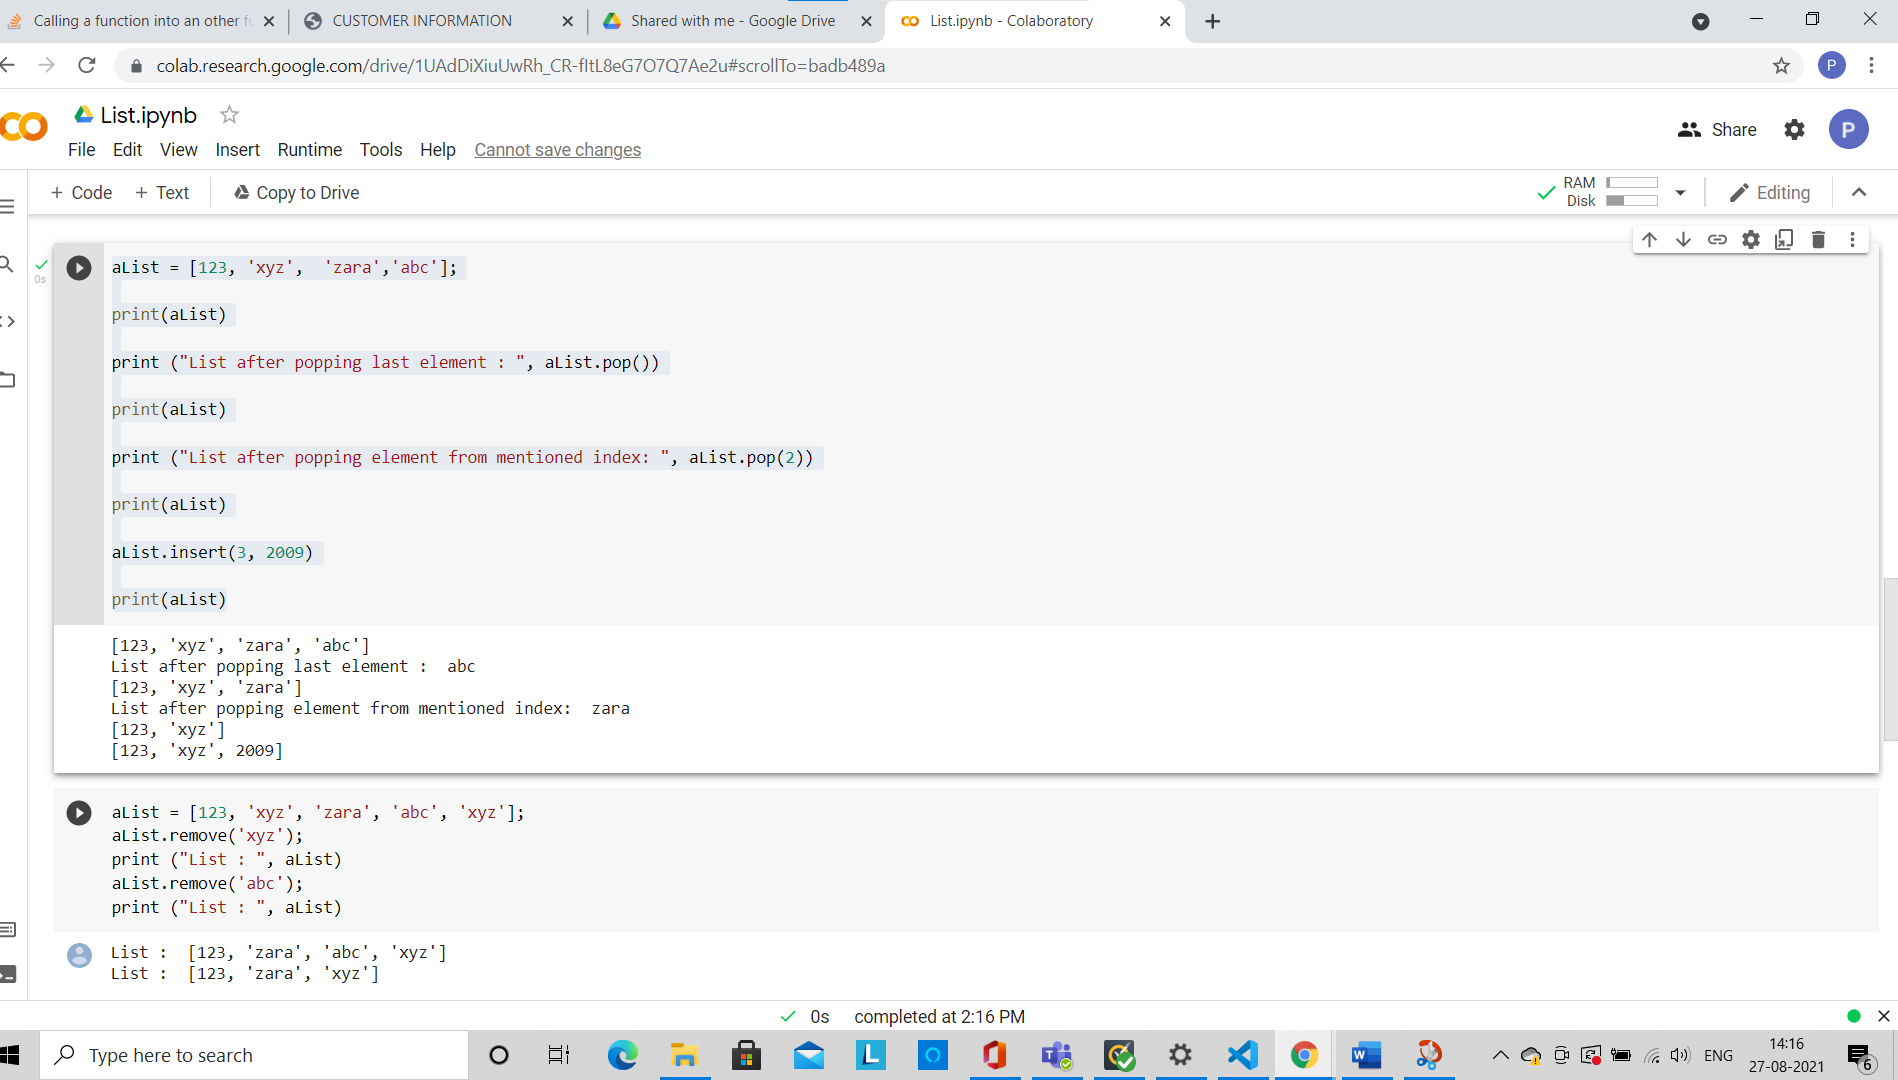 Calling a function into an other f
CUSTOMER INFORMATION
Shared with me - Google Drive
List.ipynb - Colaboratory
colab.research.google.com/drive/1UAdDiXiuUwRh_CR-fItL8eG7O7Q7Ae2u#scrollTo=badb489a
P
List.ipynb
File Edit View Insert Runtime Tools Help Cannot save changes
Share
P
+ Code + Text Copy to Drive
RAM
Disk
Editing
0s
aList = [123, 'xyz',  'zara','abc'];
print(aList)
print ("List after popping last element : ", aList.pop())
print(aList)
print ("List after popping element from mentioned index: ", aList.pop(2))
print(aList)
aList.insert(3, 2009)
print(aList)
[123, 'xyz', 'zara', 'abc']
List after popping last element :  abc
[123, 'xyz', 'zara']
List after popping element from mentioned index:  zara
[123, 'xyz']
[123, 'xyz', 2009]
aList = [123, 'xyz', 'zara', 'abc', 'xyz'];
aList.remove('xyz');
print ("List : ", aList)
aList.remove('abc');
print ("List : ", aList)
List :  [123, 'zara', 'abc', 'xyz']
List :  [123, 'zara', 'xyz']
0s completed at 2:16 PM
Type here to search
L
W
ENG
14:16
27-08-2021
6